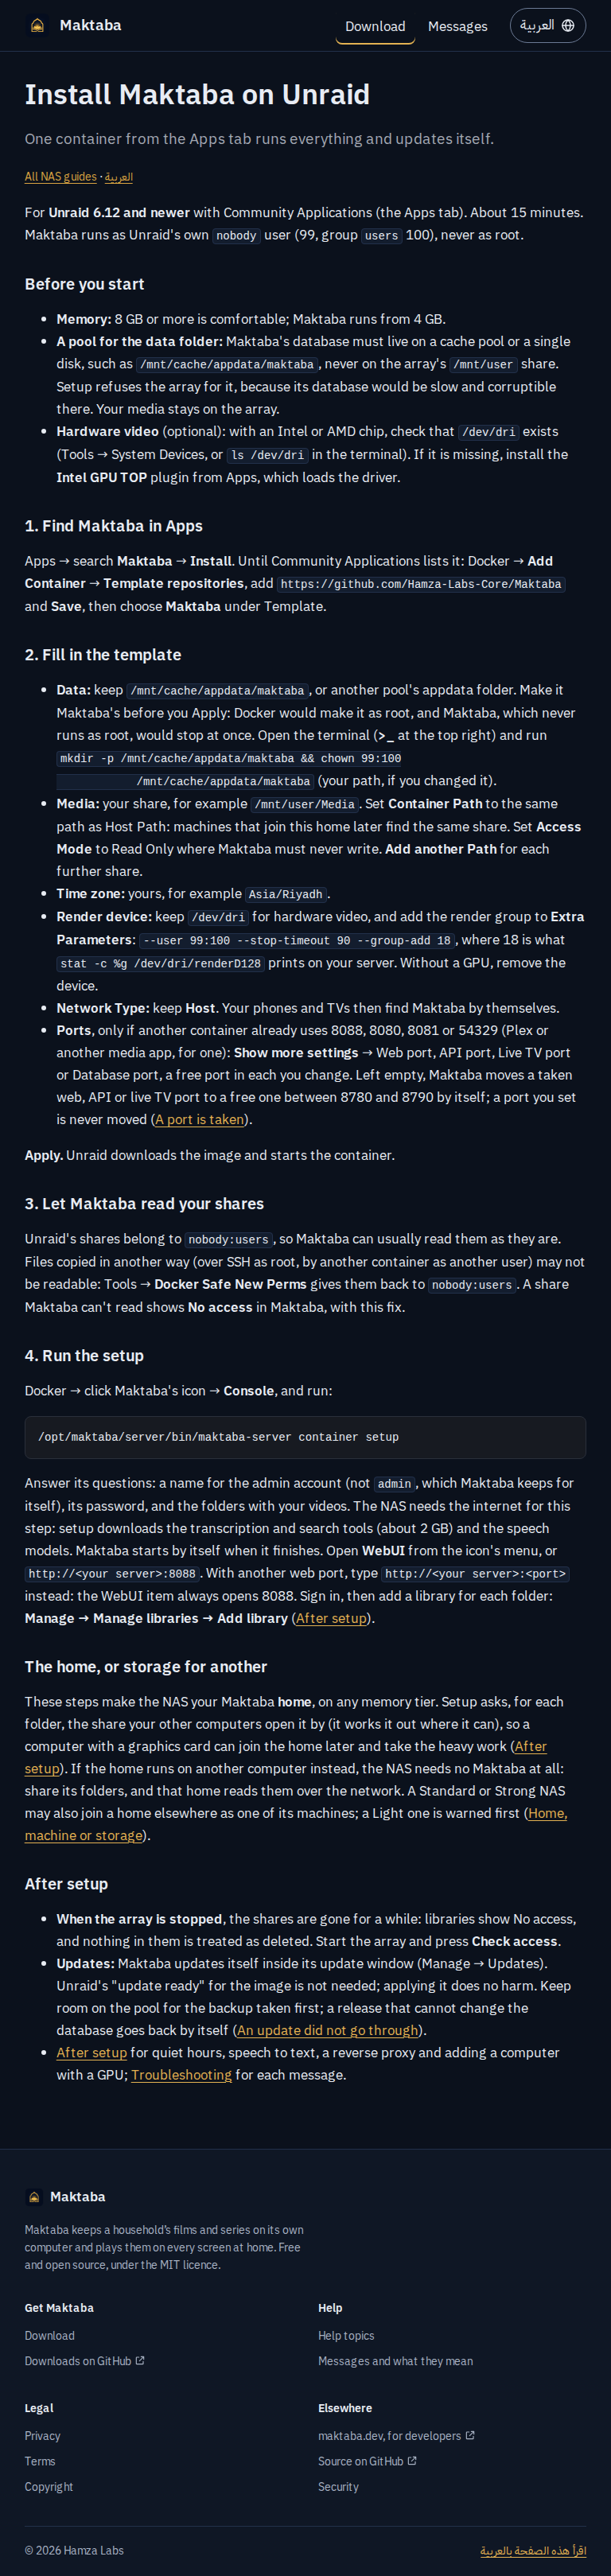 Maktaba
Download
Messages
العربية
Install Maktaba on Unraid
One container from the Apps tab runs everything and updates itself.
All NAS guides · العربية
For Unraid 6.12 and newer with Community Applications (the Apps tab). About 15 minutes.
Maktaba runs as Unraid's own nobody user (99, group users 100), never as root.
Before you start
• Memory: 8 GB or more is comfortable; Maktaba runs from 4 GB.
• A pool for the data folder: Maktaba's database must live on a cache pool or a single
disk, such as /mnt/cache/appdata/maktaba, never on the array's /mnt/user share.
Setup refuses the array for it, because its database would be slow and corruptible
there. Your media stays on the array.
• Hardware video (optional): with an Intel or AMD chip, check that /dev/dri exists
(Tools → System Devices, or ls /dev/dri in the terminal). If it is missing, install the
Intel GPU TOP plugin from Apps, which loads the driver.
1. Find Maktaba in Apps
Apps → search Maktaba → Install. Until Community Applications lists it: Docker → Add
Container → Template repositories, add https://github.com/Hamza-Labs-Core/Maktaba
and Save, then choose Maktaba under Template.
2. Fill in the template
• Data: keep /mnt/cache/appdata/maktaba, or another pool's appdata folder. Make it
Maktaba's before you Apply: Docker would make it as root, and Maktaba, which never
runs as root, would stop at once. Open the terminal (>_ at the top right) and run
mkdir -p /mnt/cache/appdata/maktaba && chown 99:100
/mnt/cache/appdata/maktaba (your path, if you changed it).
• Media: your share, for example /mnt/user/Media. Set Container Path to the same
path as Host Path: machines that join this home later find the same share. Set Access
Mode to Read Only where Maktaba must never write. Add another Path for each
further share.
• Time zone: yours, for example Asia/Riyadh.
• Render device: keep /dev/dri for hardware video, and add the render group to Extra
Parameters: --user 99:100 --stop-timeout 90 --group-add 18, where 18 is what
stat -c %g /dev/dri/renderD128 prints on your server. Without a GPU, remove the
device.
• Network Type: keep Host. Your phones and TVs then find Maktaba by themselves.
• Ports, only if another container already uses 8088, 8080, 8081 or 54329 (Plex or
another media app, for one): Show more settings → Web port, API port, Live TV port
or Database port, a free port in each you change. Left empty, Maktaba moves a taken
web, API or live TV port to a free one between 8780 and 8790 by itself; a port you set
is never moved (A port is taken).
Apply. Unraid downloads the image and starts the container.
3. Let Maktaba read your shares
Unraid's shares belong to nobody:users, so Maktaba can usually read them as they are.
Files copied in another way (over SSH as root, by another container as another user) may not
be readable: Tools → Docker Safe New Perms gives them back to nobody:users. A share
Maktaba can't read shows No access in Maktaba, with this fix.
4. Run the setup
Docker → click Maktaba's icon → Console, and run:
/opt/maktaba/server/bin/maktaba-server container setup
Answer its questions: a name for the admin account (not admin, which Maktaba keeps for
itself), its password, and the folders with your videos. The NAS needs the internet for this
step: setup downloads the transcription and search tools (about 2 GB) and the speech
models. Maktaba starts by itself when it finishes. Open WebUI from the icon's menu, or
http://<your server>:8088. With another web port, type http://<your server>:<port>
instead: the WebUI item always opens 8088. Sign in, then add a library for each folder:
Manage → Manage libraries → Add library (After setup).
The home, or storage for another
These steps make the NAS your Maktaba home, on any memory tier. Setup asks, for each
folder, the share your other computers open it by (it works it out where it can), so a
computer with a graphics card can join the home later and take the heavy work (After
setup). If the home runs on another computer instead, the NAS needs no Maktaba at all:
share its folders, and that home reads them over the network. A Standard or Strong NAS
may also join a home elsewhere as one of its machines; a Light one is warned first (Home,
machine or storage).
After setup
• When the array is stopped, the shares are gone for a while: libraries show No access,
and nothing in them is treated as deleted. Start the array and press Check access.
• Updates: Maktaba updates itself inside its update window (Manage → Updates).
Unraid's "update ready" for the image is not needed; applying it does no harm. Keep
room on the pool for the backup taken first; a release that cannot change the
database goes back by itself (An update did not go through).
• After setup for quiet hours, speech to text, a reverse proxy and adding a computer
with a GPU; Troubleshooting for each message.
Maktaba
Maktaba keeps a household's films and series on its own
computer and plays them on every screen at home. Free
and open source, under the MIT licence.
Get Maktaba
Download
Downloads on GitHub
Help
Help topics
Messages and what they mean
Legal
Privacy
Terms
Copyright
Elsewhere
maktaba.dev, for developers
Source on GitHub
Security
© 2026 Hamza Labs
اقرأ هذه الصفحة بالعربية